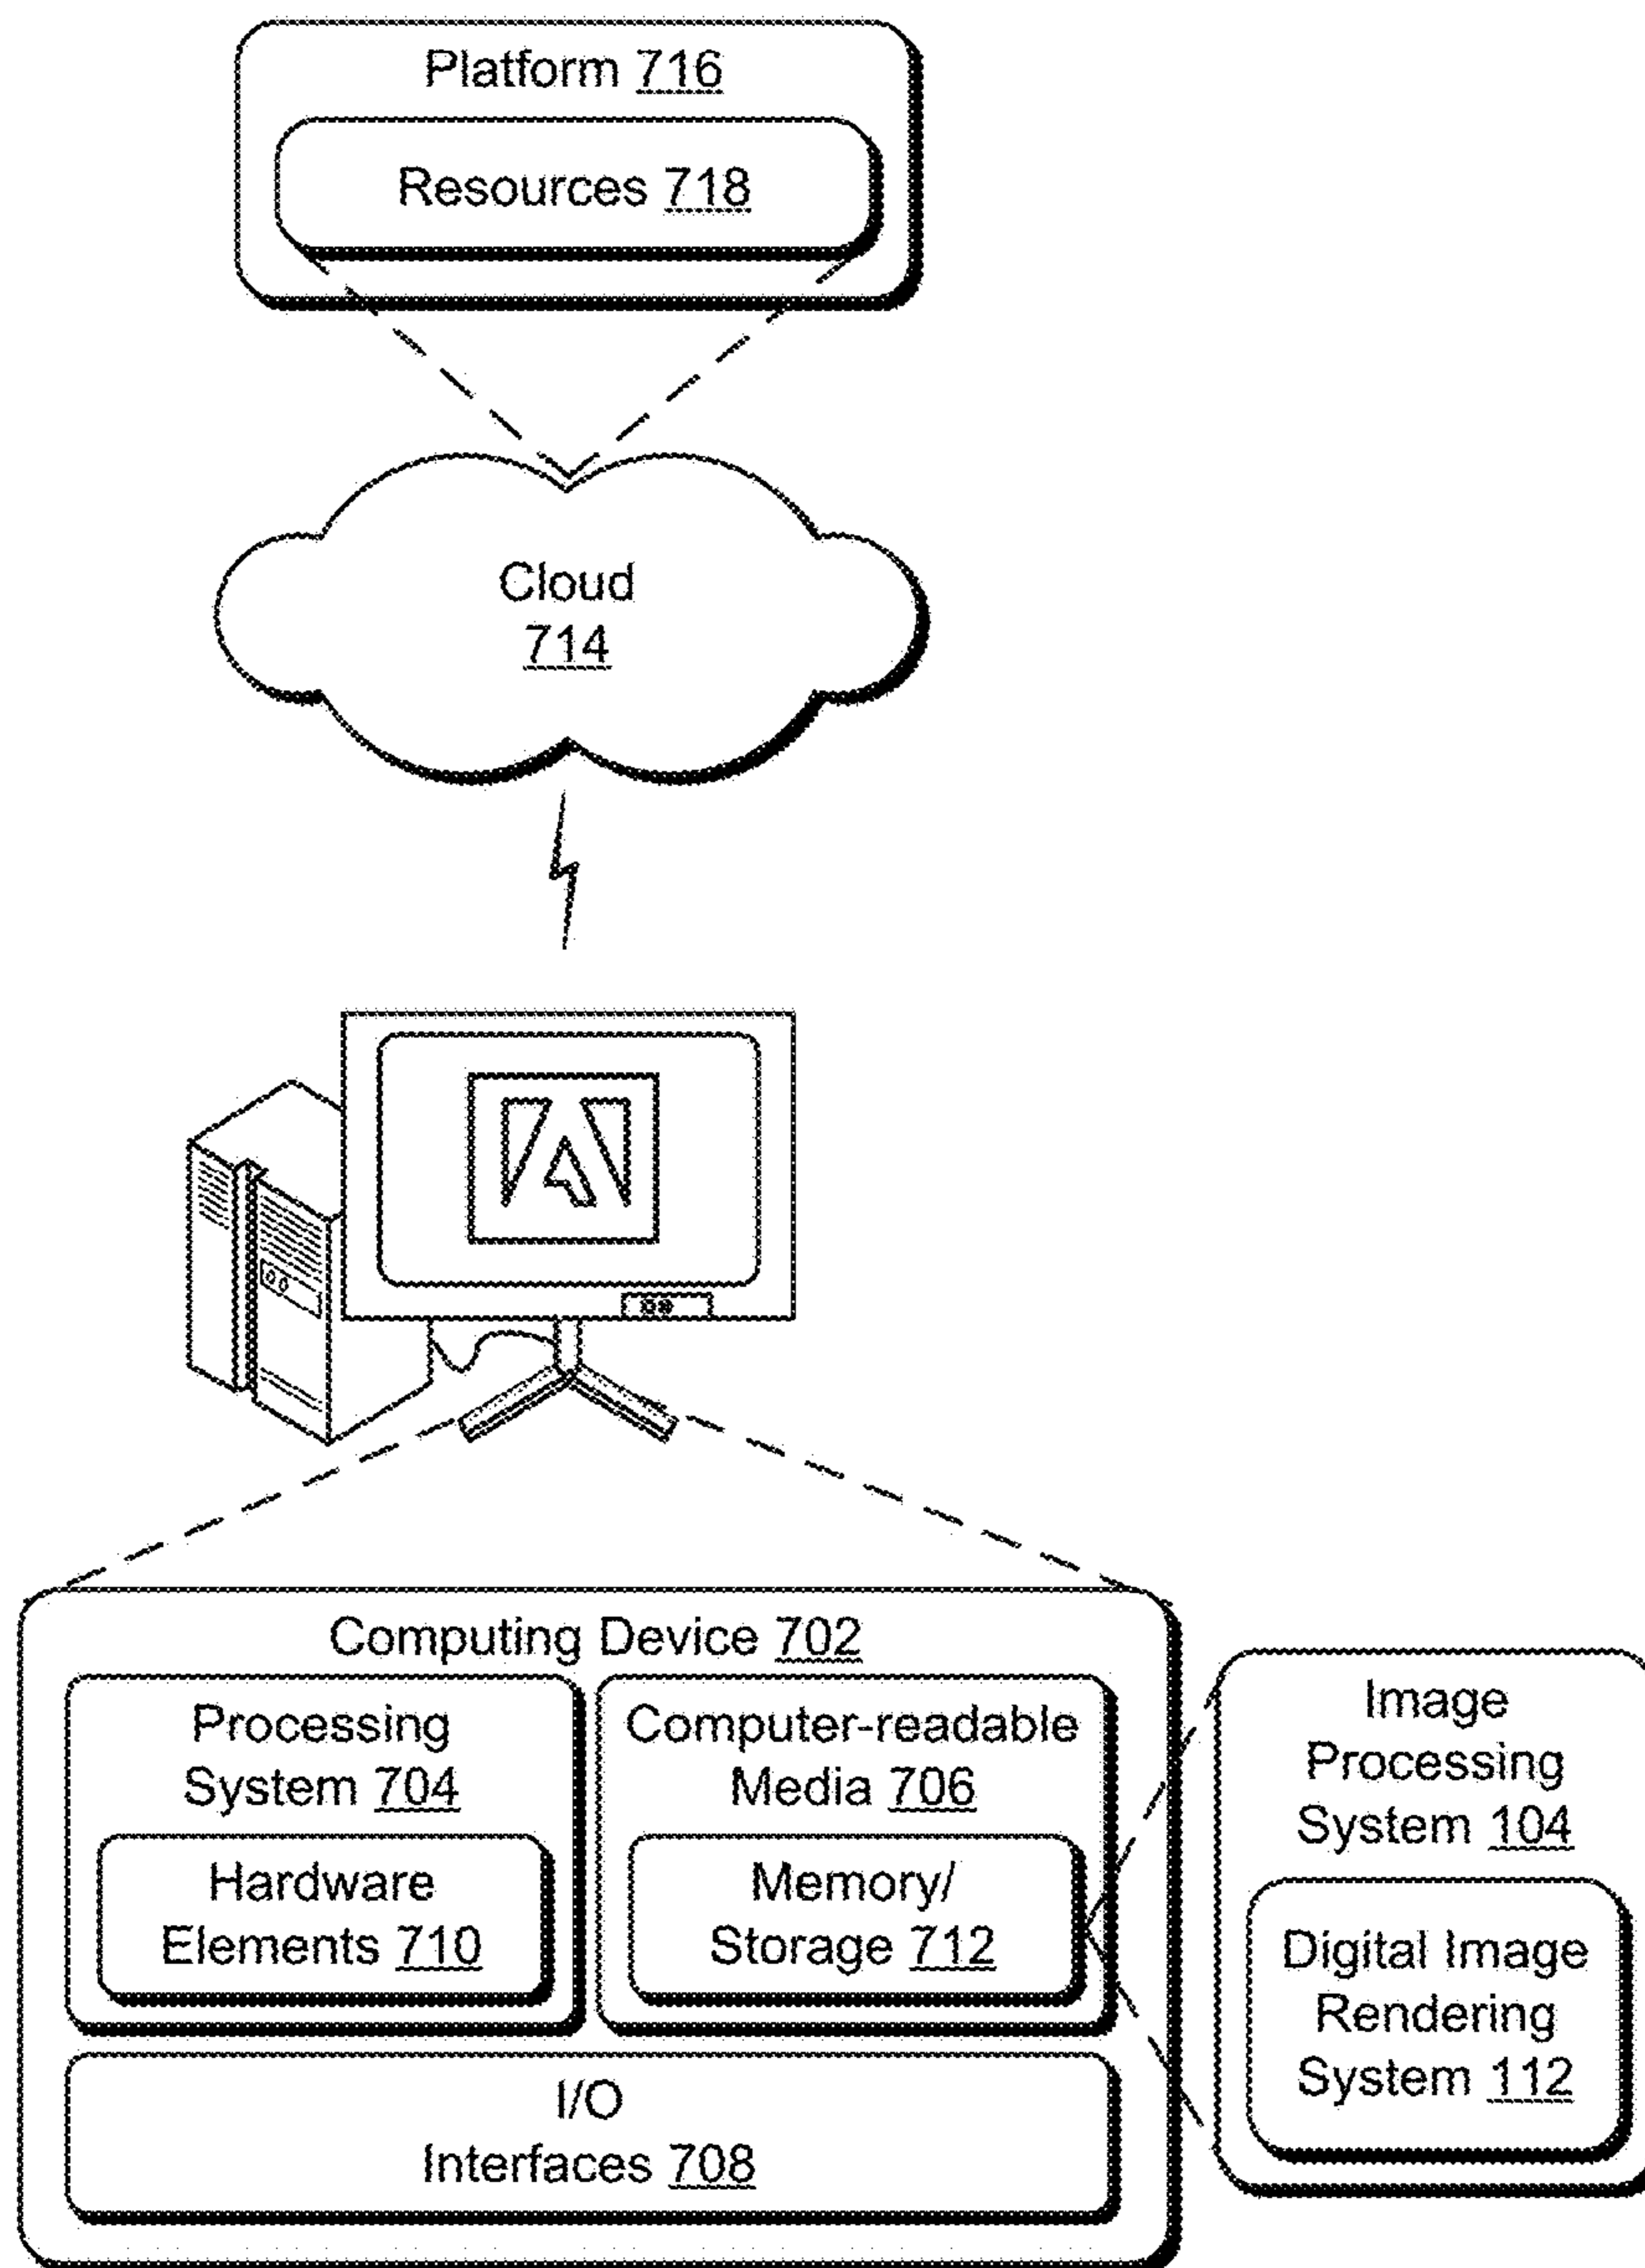 Platform 716
Resources 718
Cloud
714
Computing Device 702
Processing
System 704
Hardware
Elements 710
Computer-readable
Media 706
Memory/
Storage 712
I/O
Interfaces 708
Image
Processing
System 104
Digital Image
Rendering
System 112